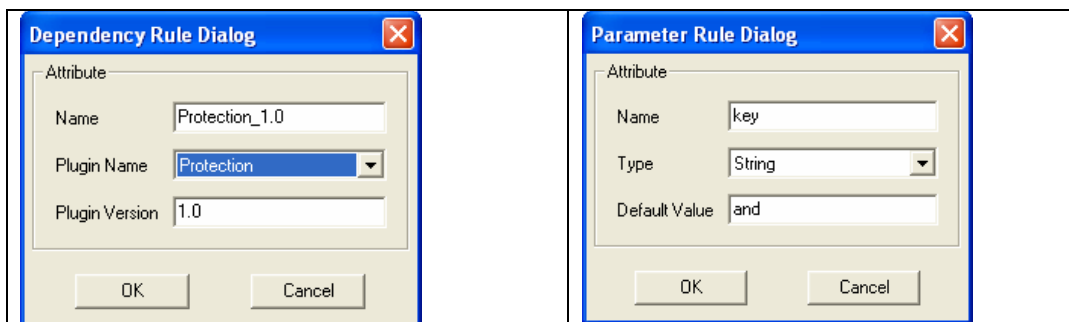 Dependency Rule Dialog
Attribute
Name Protection_1.0
Plugin Name Protection
Plugin Version 1.0
OK Cancel
Parameter Rule Dialog
Attribute
Name key
Type String
Default Value and
OK Cancel